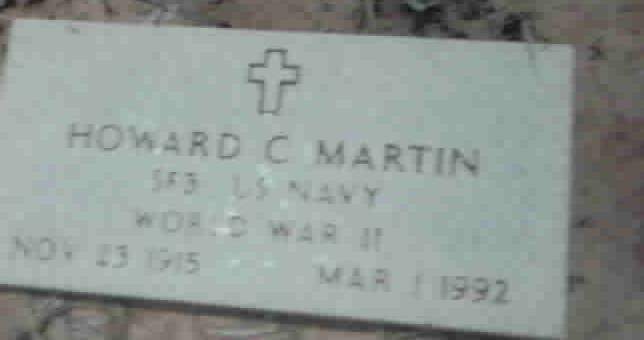 HOWARD C MARTIN
SF3 US NAVY
WORLD WAR II
NOV 23 1915 MAR 1 1992